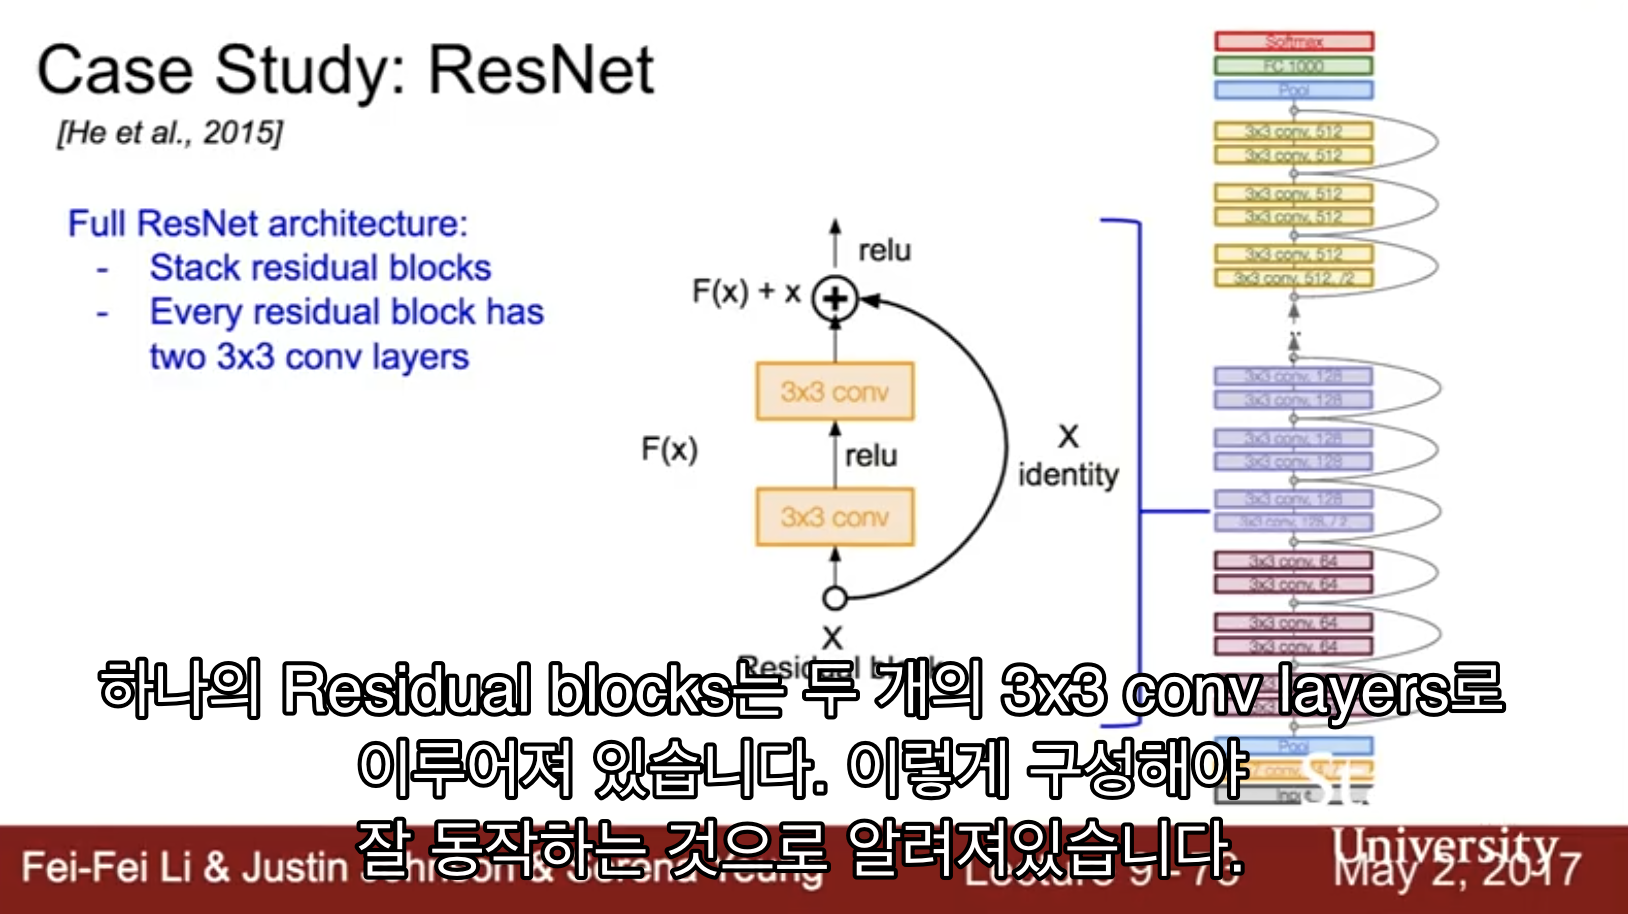 Case Study: ResNet
[He et al., 2015]
Full ResNet architecture:
- Stack residual blocks
- Every residual block has
two 3x3 conv layers
relu
F(x) + x
3x3 conv
F(x)
relu
X
identity
3x3 conv
X
Residual block
Softmax
FC 1000
Pool
3x3 conv, 512
3x3 conv, 512
3x3 conv, 512
3x3 conv, 512
3x3 conv, 512
3x3 conv, 512, /2
3x3 conv, 128
3x3 conv, 128
3x3 conv, 128
3x3 conv, 128
3x3 conv, 128
3x3 conv, 128, / 2
3x3 conv, 64
3x3 conv, 64
3x3 conv, 64
3x3 conv, 64
Pool
Input
하나의 Residual blocks는 두 개의 3x3 conv layers로
이루어져 있습니다. 이렇게 구성해야
잘 동작하는 것으로 알려져있습니다.
Fei-Fei Li & Justin Johnson & Serena Yeung
Lecture 9 -
University
May 2, 2017